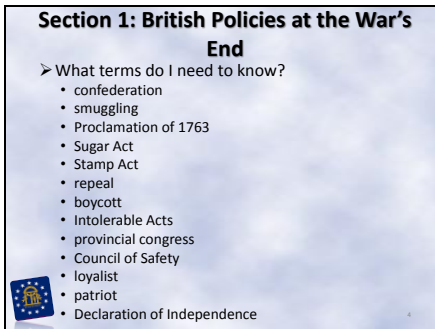 Section 1: British Policies at the War's
End
➢ What terms do I need to know?
• confederation
• smuggling
• Proclamation of 1763
• Sugar Act
• Stamp Act
• repeal
• boycott
• Intolerable Acts
• provincial congress
• Council of Safety
• loyalist
• patriot
• Declaration of Independence
4